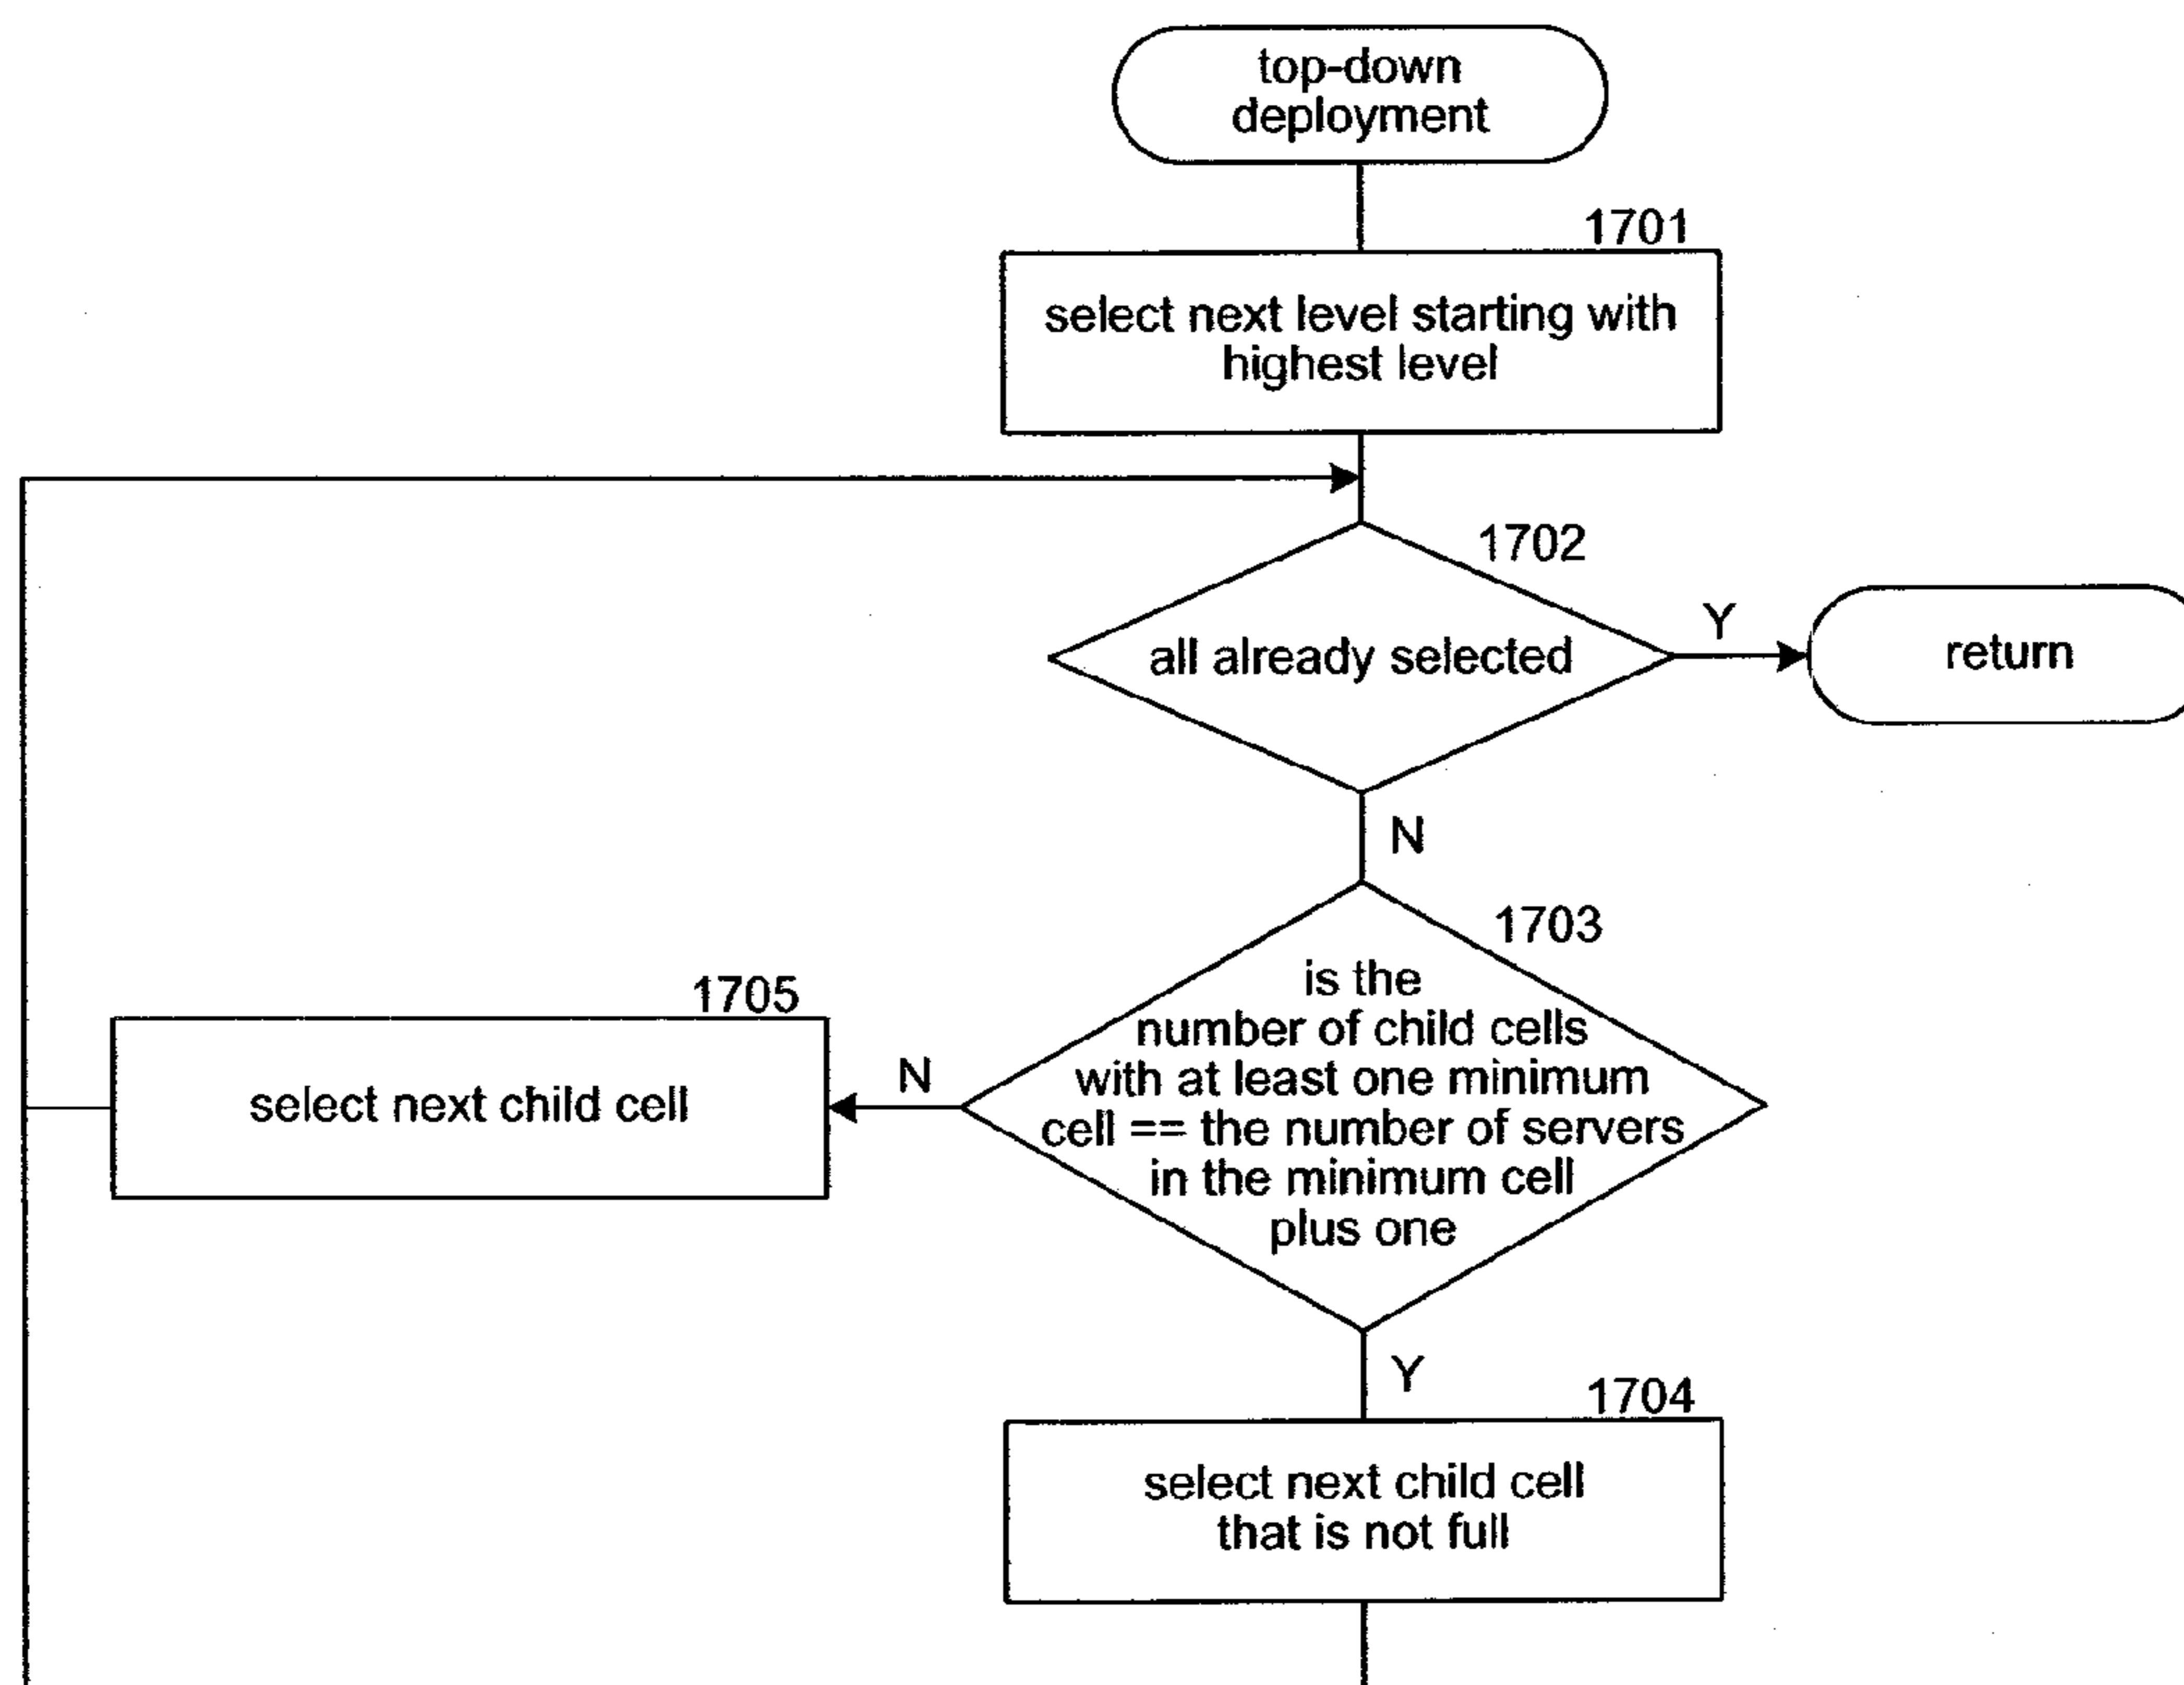 top-down
deployment
1701
select next level starting with
highest level
1702
all already selected
Y
return
N
1703
is the
number of child cells
with at least one minimum
cell == the number of servers
in the minimum cell
plus one
N
1705
select next child cell
Y
1704
select next child cell
that is not full